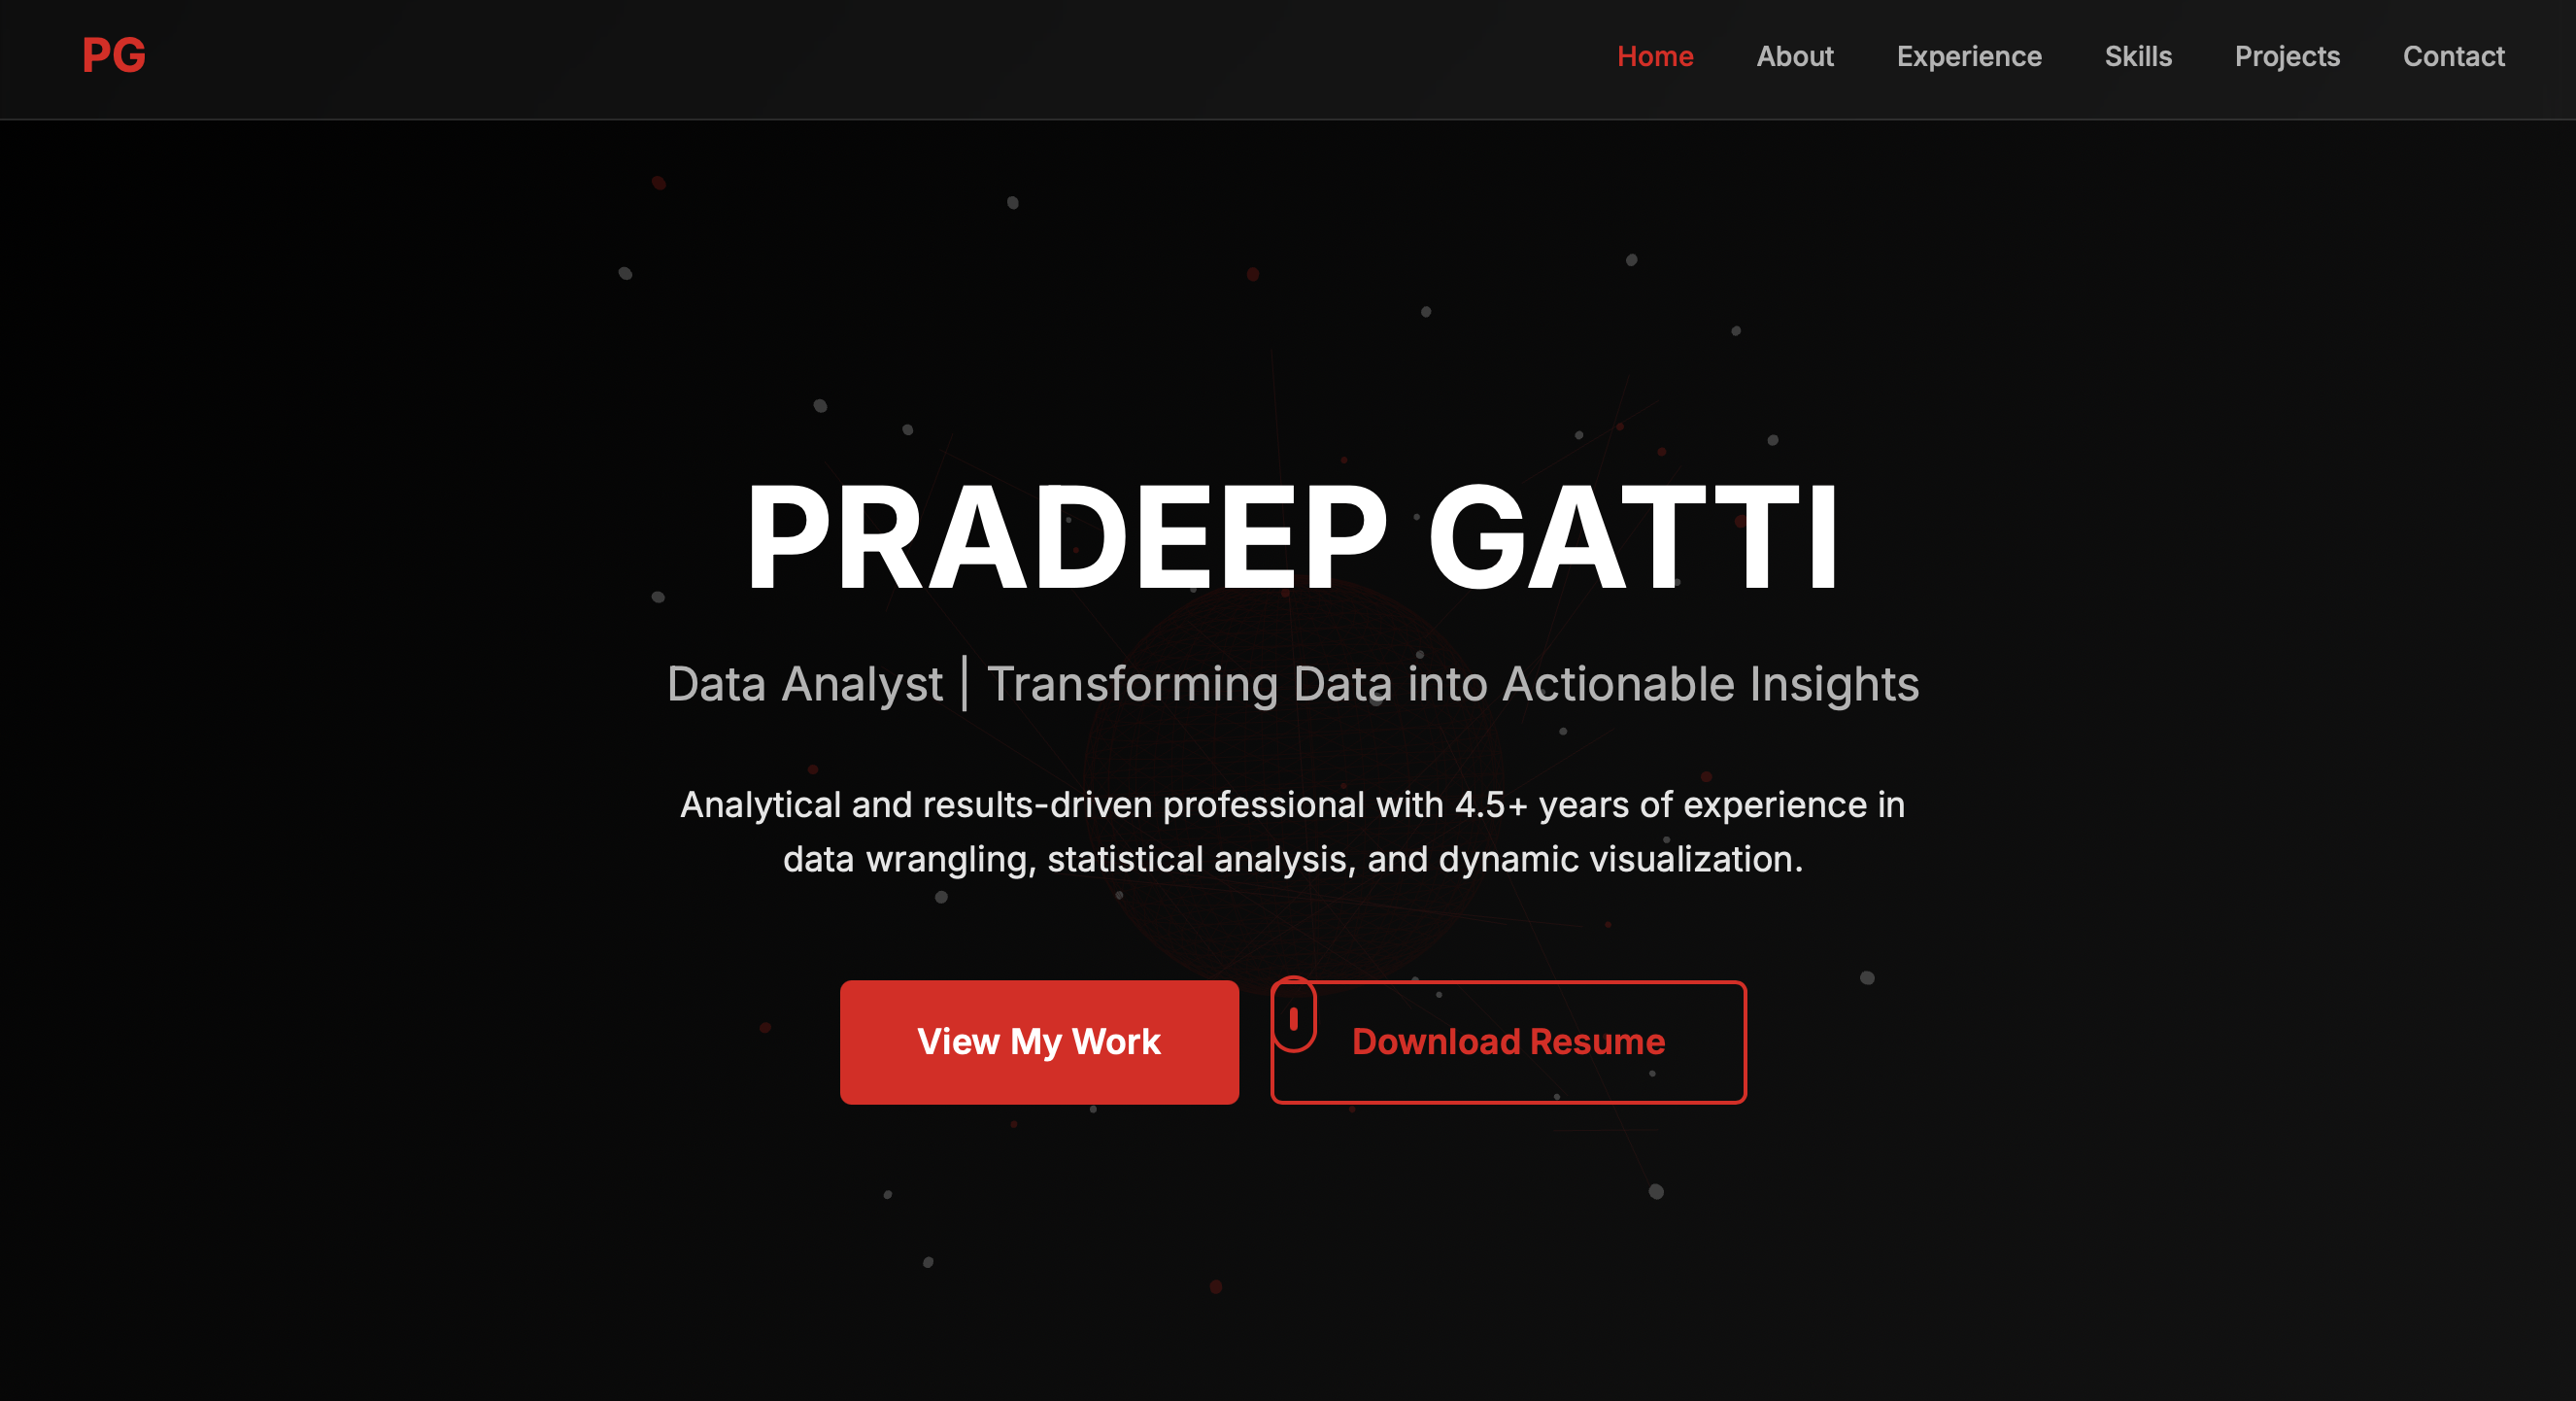 PG
Home
About
Experience
Skills
Projects
Contact
PRADEEP GATTI
Data Analyst | Transforming Data into Actionable Insights
Analytical and results-driven professional with 4.5+ years of experience in
data wrangling, statistical analysis, and dynamic visualization.
View My Work
Download Resume